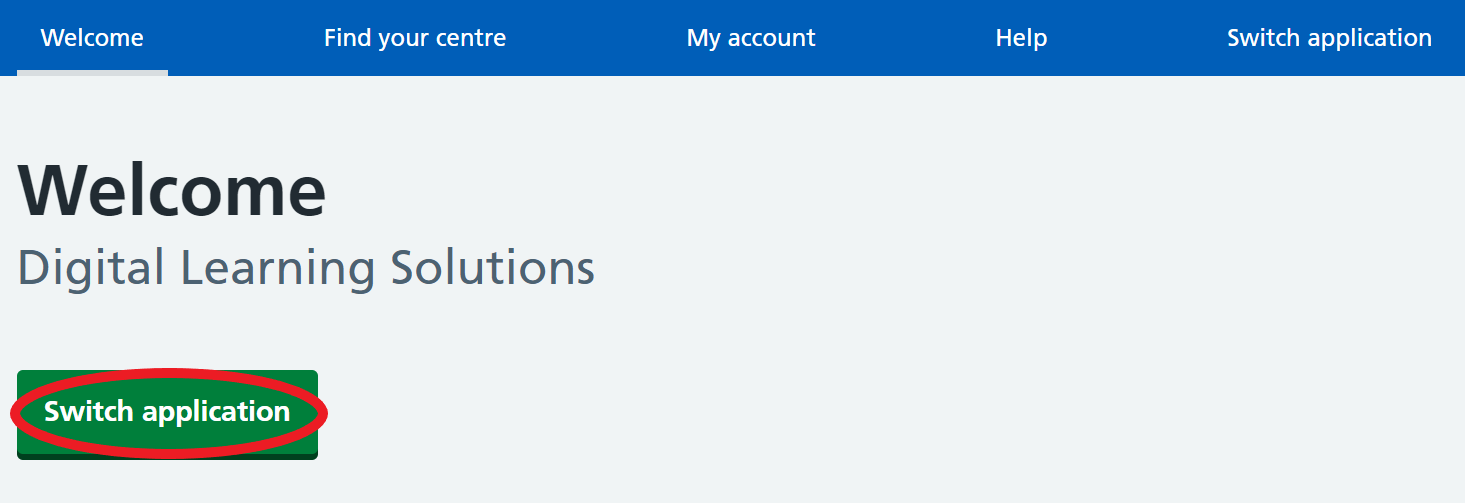 Welcome Find your centre My account Help Switch application
Welcome
Digital Learning Solutions
Switch application